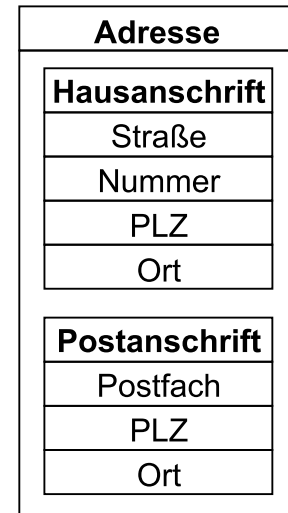 Adresse
Hausanschrift
Straße
Nummer
PLZ
Ort
Postanschrift
Postfach
PLZ
Ort